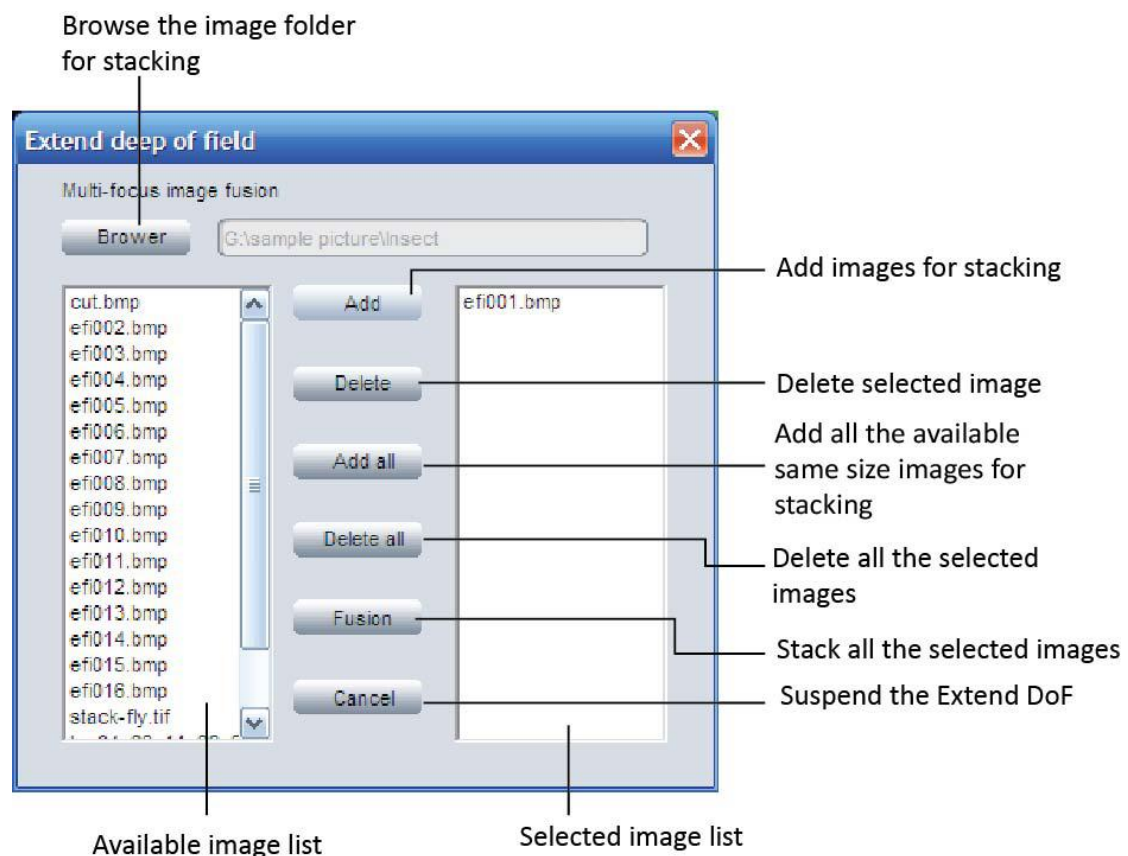 Browse the image folder
for stacking
Extend deep of field
Multi-focus image fusion
Brower
G:\sample picture\Insect
cut.bmp
efi002.bmp
efi003.bmp
efi004.bmp
efi005.bmp
efi006.bmp
efi007.bmp
efi008.bmp
efi009.bmp
efi010.bmp
efi011.bmp
efi012.bmp
efi013.bmp
efi014.bmp
efi015.bmp
efi016.bmp
stack-fly.tif
Add
Delete
Add all
Delete all
Fusion
Cancel
efi001.bmp
Add images for stacking
Delete selected image
Add all the available
same size images for
stacking
Delete all the selected
images
Stack all the selected images
Suspend the Extend DoF
Available image list
Selected image list